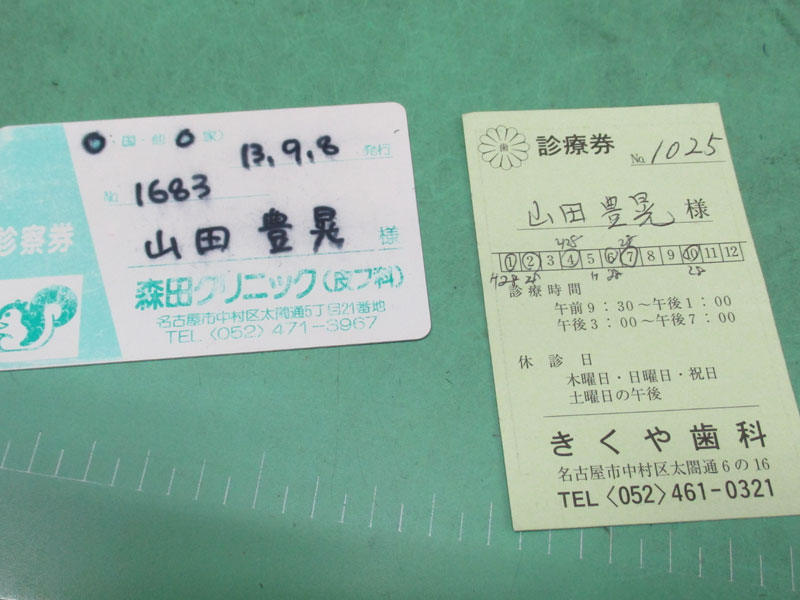 診察券
国・他 家)
13.9.8 発行
No 1683
山田 豊晃 様
森田クリニック(皮フ科)
名古屋市中村区太閤通5丁目21番地
TEL(052)471-3967
歯 診療券 No.1025
山田豊晃 様
1 2 3 4 5 6 7 8 9 10 11 12
診療時間
午前9:30〜午後1:00
午後3:00〜午後7:00
休診日
木曜日・日曜日・祝日
土曜日の午後
きくや歯科
名古屋市中村区太閤通6の16
TEL〈052〉461-0321